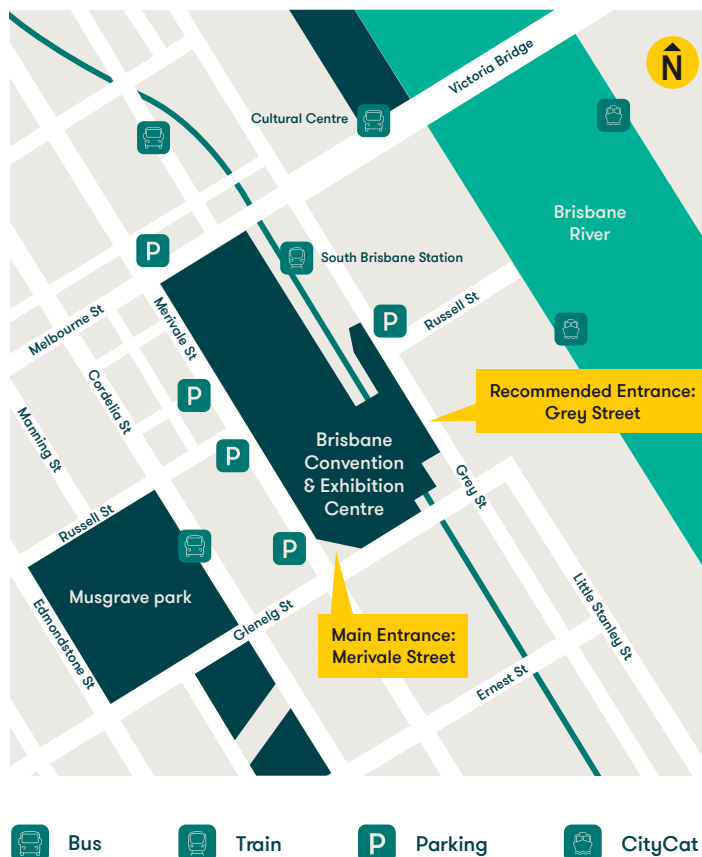 N
Victoria Bridge
Cultural Centre
Brisbane
River
P
South Brisbane Station
Melbourne St
Merivale St
P
Russell St
Recommended Entrance:
Grey Street
Cordelia St
P
Manning St
P
Brisbane
Convention
& Exhibition
Centre
Grey St
Russell St
P
Musgrave park
Edmondstone St
Glenelg St
Little Stanley St
Main Entrance:
Merivale Street
Ernest St
Bus
Train
P
Parking
CityCat